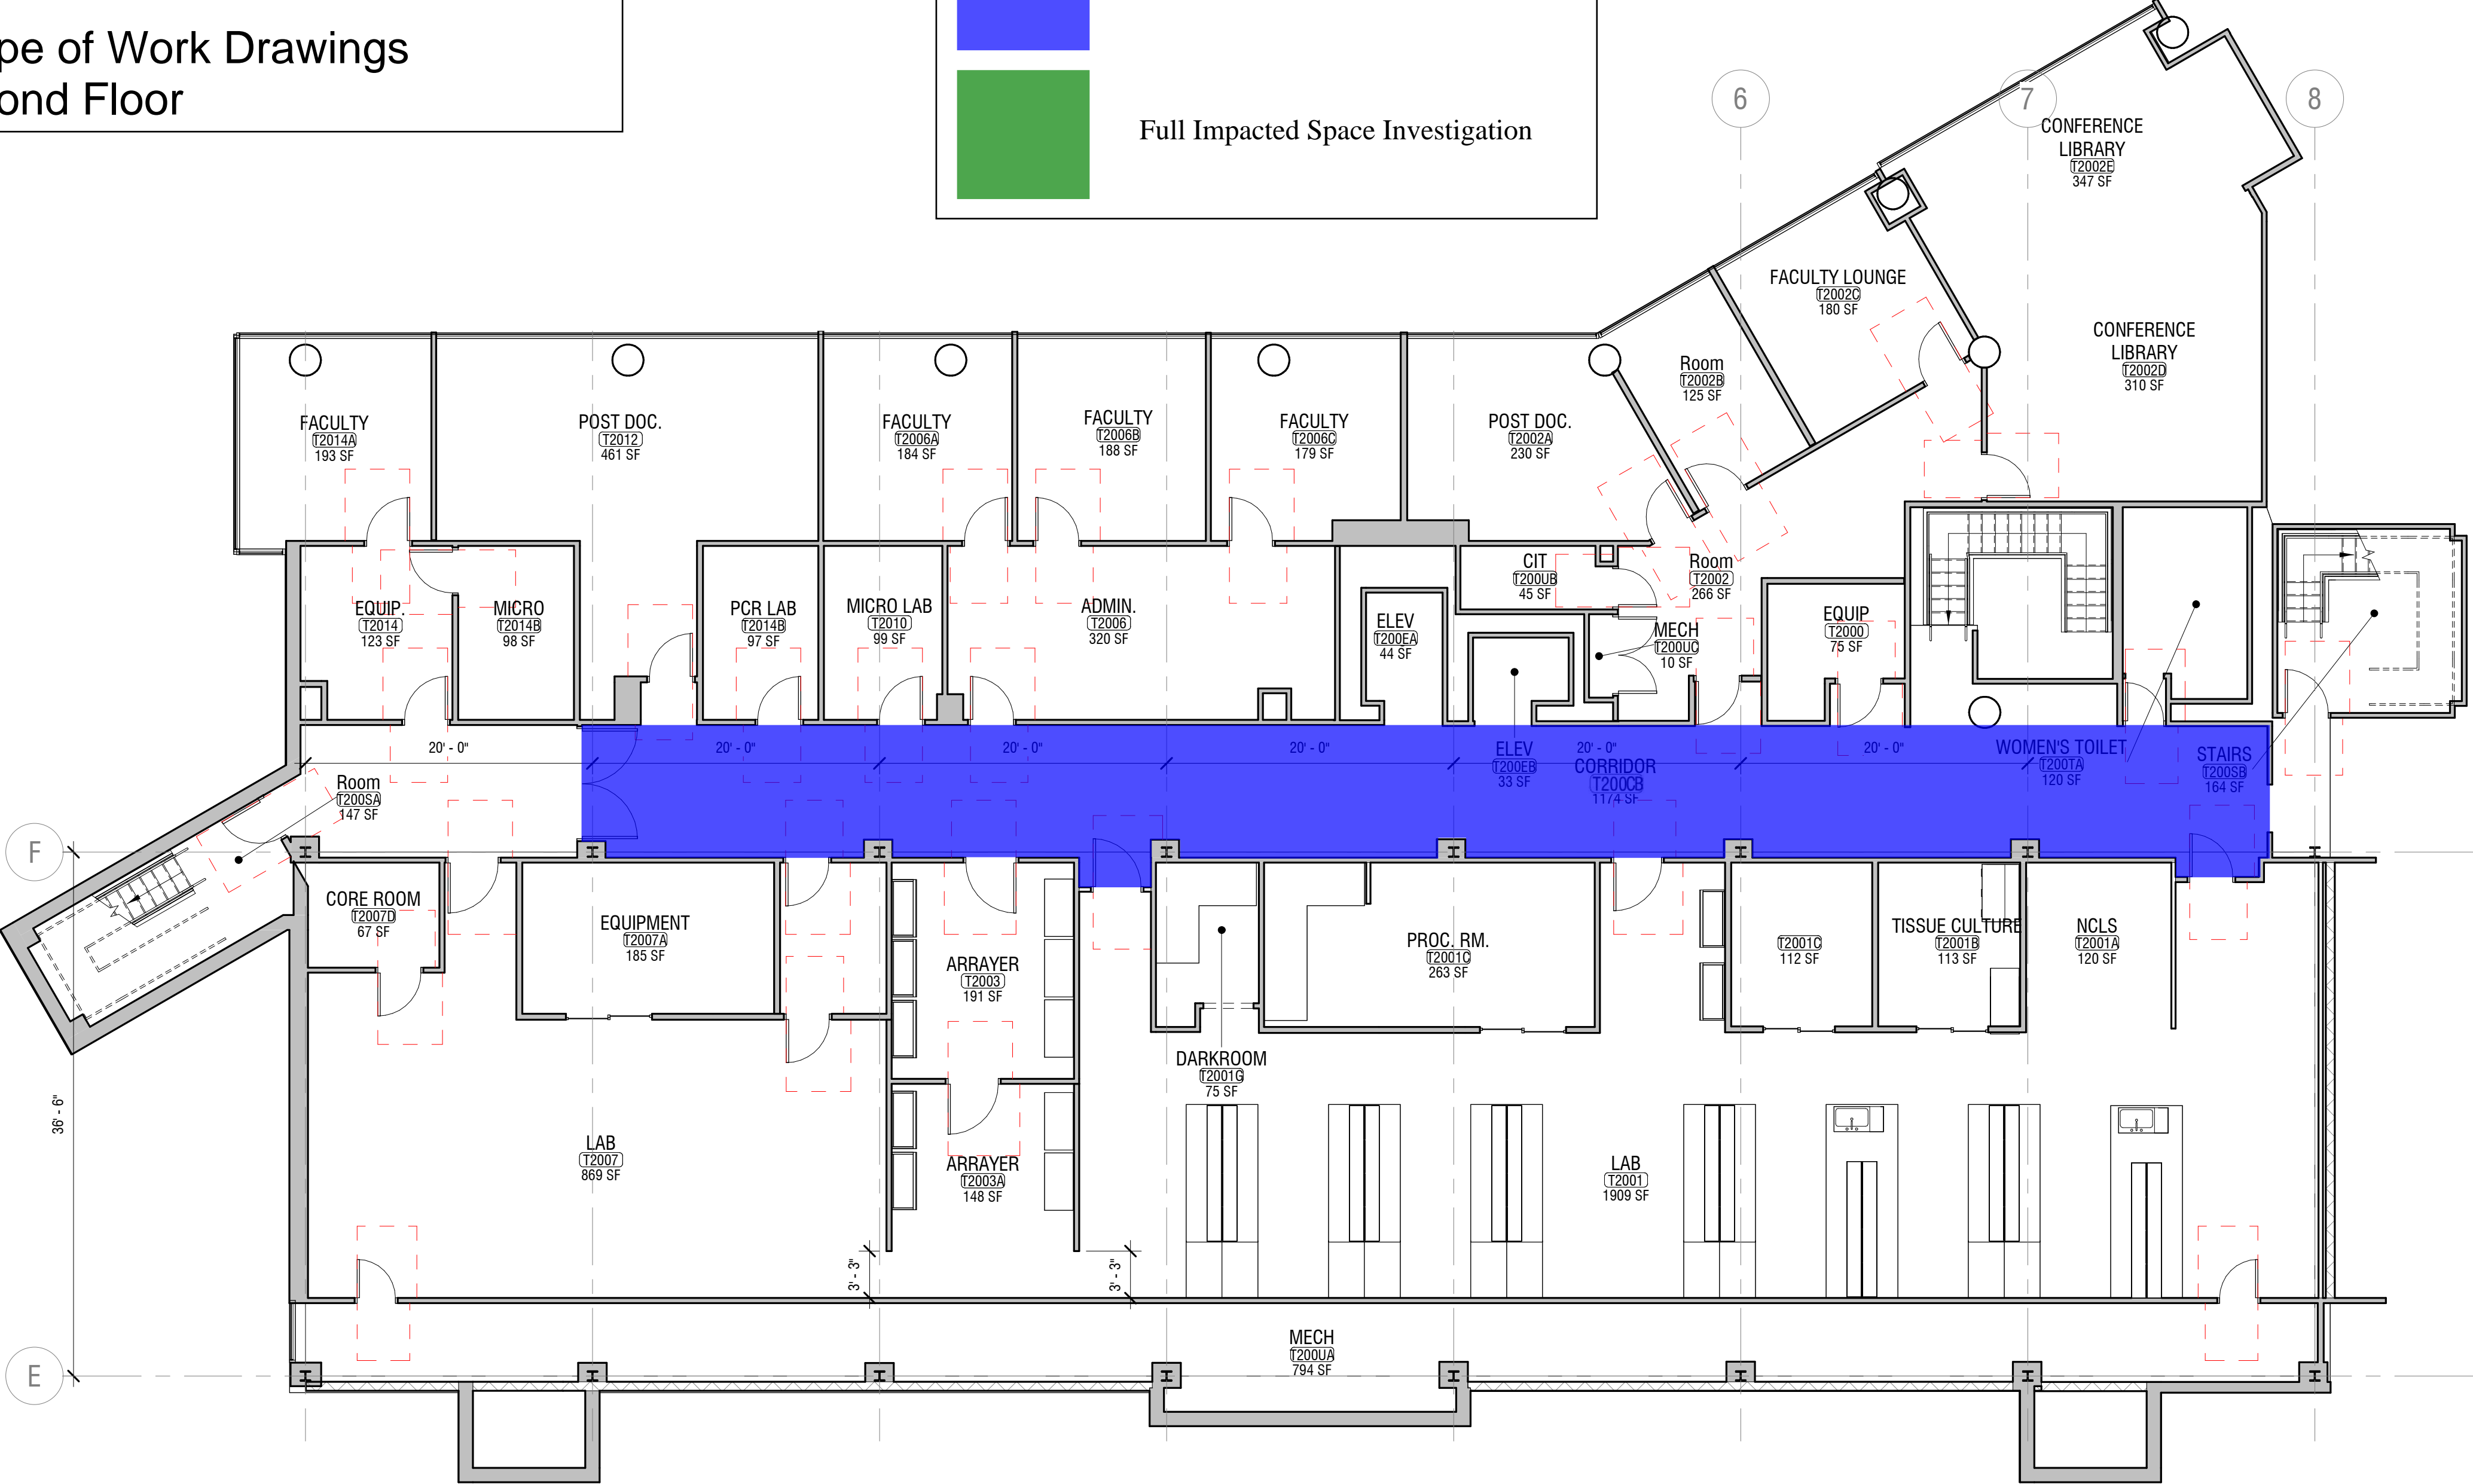 pe of Work Drawings
ond Floor
Full Impacted Space Investigation
6
7
8
CONFERENCE
LIBRARY
T2002E
347 SF
FACULTY LOUNGE
T2002C
180 SF
CONFERENCE
LIBRARY
T2002D
310 SF
Room
T2002B
125 SF
FACULTY
T2014A
193 SF
POST DOC.
T2012
461 SF
FACULTY
T2006A
184 SF
FACULTY
T2006B
188 SF
FACULTY
T2006C
179 SF
POST DOC.
T2002A
230 SF
CIT
T200UB
45 SF
Room
T2002
266 SF
EQUIP.
T2014
123 SF
MICRO
T2014B
98 SF
PCR LAB
T2014B
97 SF
MICRO LAB
T2010
99 SF
ADMIN.
T2006
320 SF
ELEV
T200EA
44 SF
MECH
T200UC
10 SF
EQUIP
T2000
75 SF
20' - 0"
20' - 0"
20' - 0"
20' - 0"
20' - 0"
20' - 0"
ELEV
T200EB
33 SF
CORRIDOR
T200CB
1174 SF
WOMEN'S TOILET
T200TA
120 SF
STAIRS
T200SB
164 SF
Room
T200SA
147 SF
F
CORE ROOM
T2007D
67 SF
EQUIPMENT
T2007A
185 SF
ARRAYER
T2003
191 SF
PROC. RM.
T2001C
263 SF
T2001C
112 SF
TISSUE CULTURE
T2001B
113 SF
NCLS
T2001A
120 SF
DARKROOM
T2001G
75 SF
36' - 6"
LAB
T2007
869 SF
ARRAYER
T2003A
148 SF
LAB
T2001
1909 SF
3' - 3"
3' - 3"
MECH
T200UA
794 SF
E